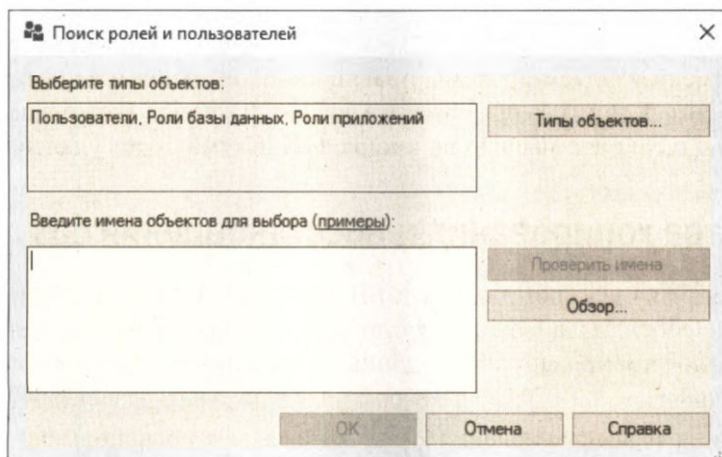 Поиск ролей и пользователей
Выберите типы объектов:
Пользователи, Роли базы данных, Роли приложений
Типы объектов...
Введите имена объектов для выбора (примеры):
Проверить имена
Обзор...
OK
Отмена
Справка